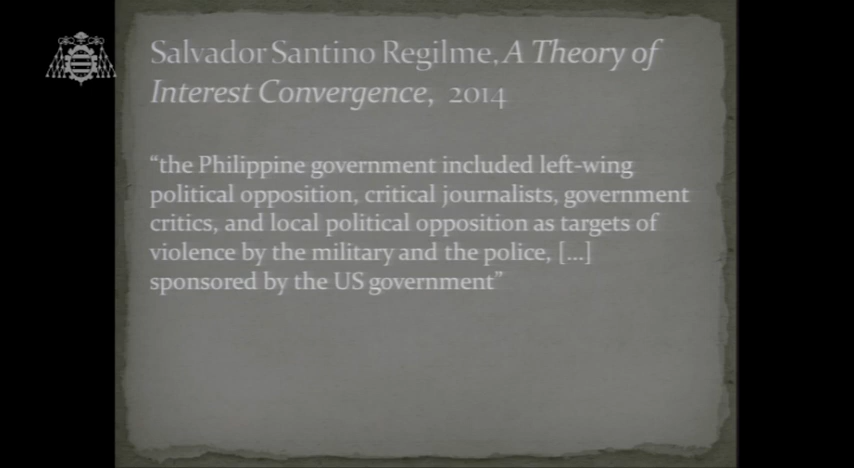 Salvador Santino Regilme, A Theory of
Interest Convergence, 2014
“the Philippine government included left-wing
political opposition, critical journalists, government
critics, and local political opposition as targets of
violence by the military and the police, [...]
sponsored by the US government”